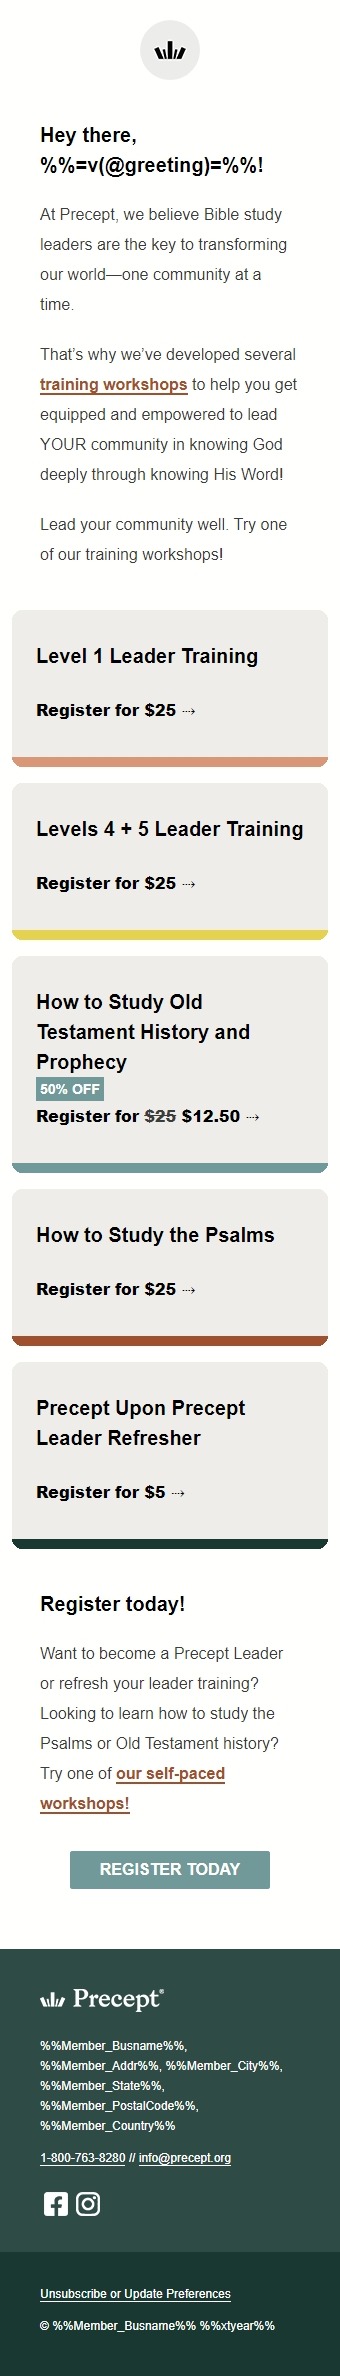 Hey there,
%%=v(@greeting)=%%!
At Precept, we believe Bible study
leaders are the key to transforming
our world—one community at a
time.
That's why we've developed several
training workshops to help you get
equipped and empowered to lead
YOUR community in knowing God
deeply through knowing His Word!
Lead your community well. Try one
of our training workshops!
Level 1 Leader Training
Register for $25 ⤑
Levels 4 + 5 Leader Training
Register for $25 ⤑
How to Study Old
Testament History and
Prophecy
50% OFF
Register for $25 $12.50 ⤑
How to Study the Psalms
Register for $25 ⤑
Precept Upon Precept
Leader Refresher
Register for $5 ⤑
Register today!
Want to become a Precept Leader
or refresh your leader training?
Looking to learn how to study the
Psalms or Old Testament history?
Try one of our self-paced
workshops!
REGISTER TODAY
Precept®
%%Member_Busname%%,
%%Member_Addr%%, %%Member_City%%,
%%Member_State%%,
%%Member_PostalCode%%,
%%Member_Country%%
1-800-763-8280 // info@precept.org
Unsubscribe or Update Preferences
© %%Member_Busname%% %%xtyear%%